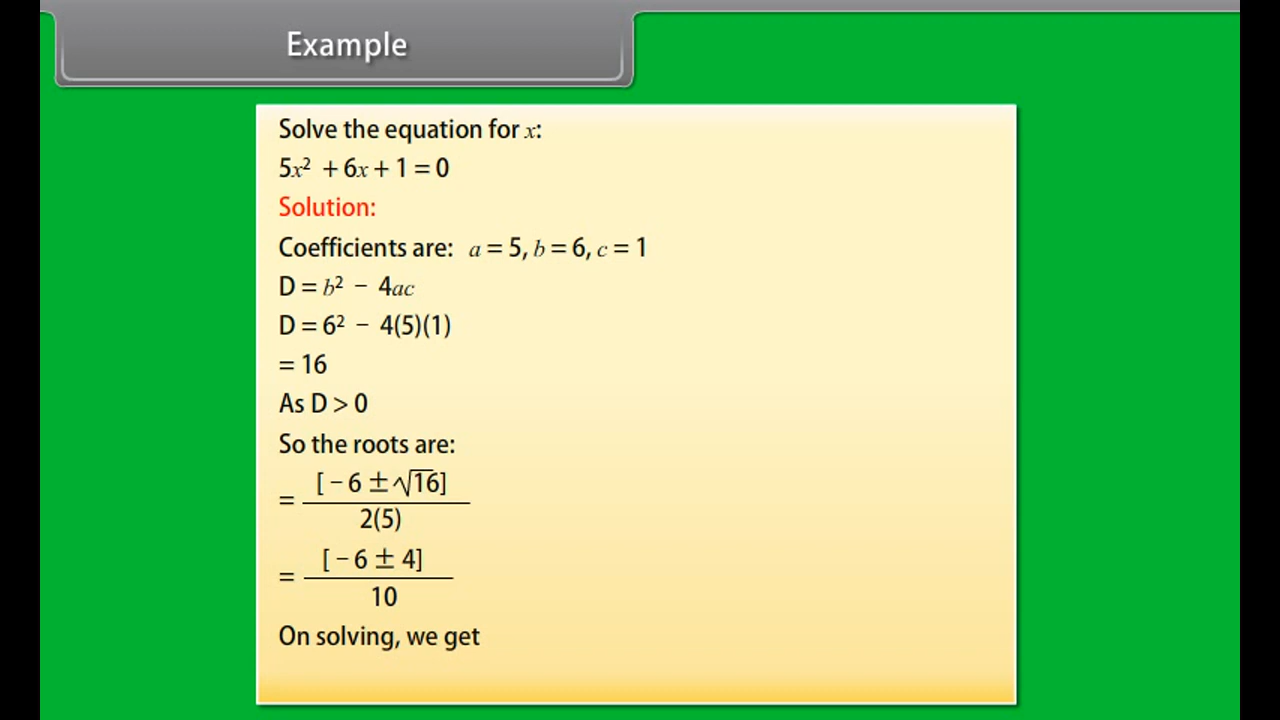 Example
Solve the equation for x:
5x² + 6x + 1 = 0
Solution:
Coefficients are: a = 5, b = 6, c = 1
D = b² − 4ac
D = 6² − 4(5)(1)
= 16
As D > 0
So the roots are:
= [−6 ± √16] / 2(5)
= [−6 ± 4] / 10
On solving, we get